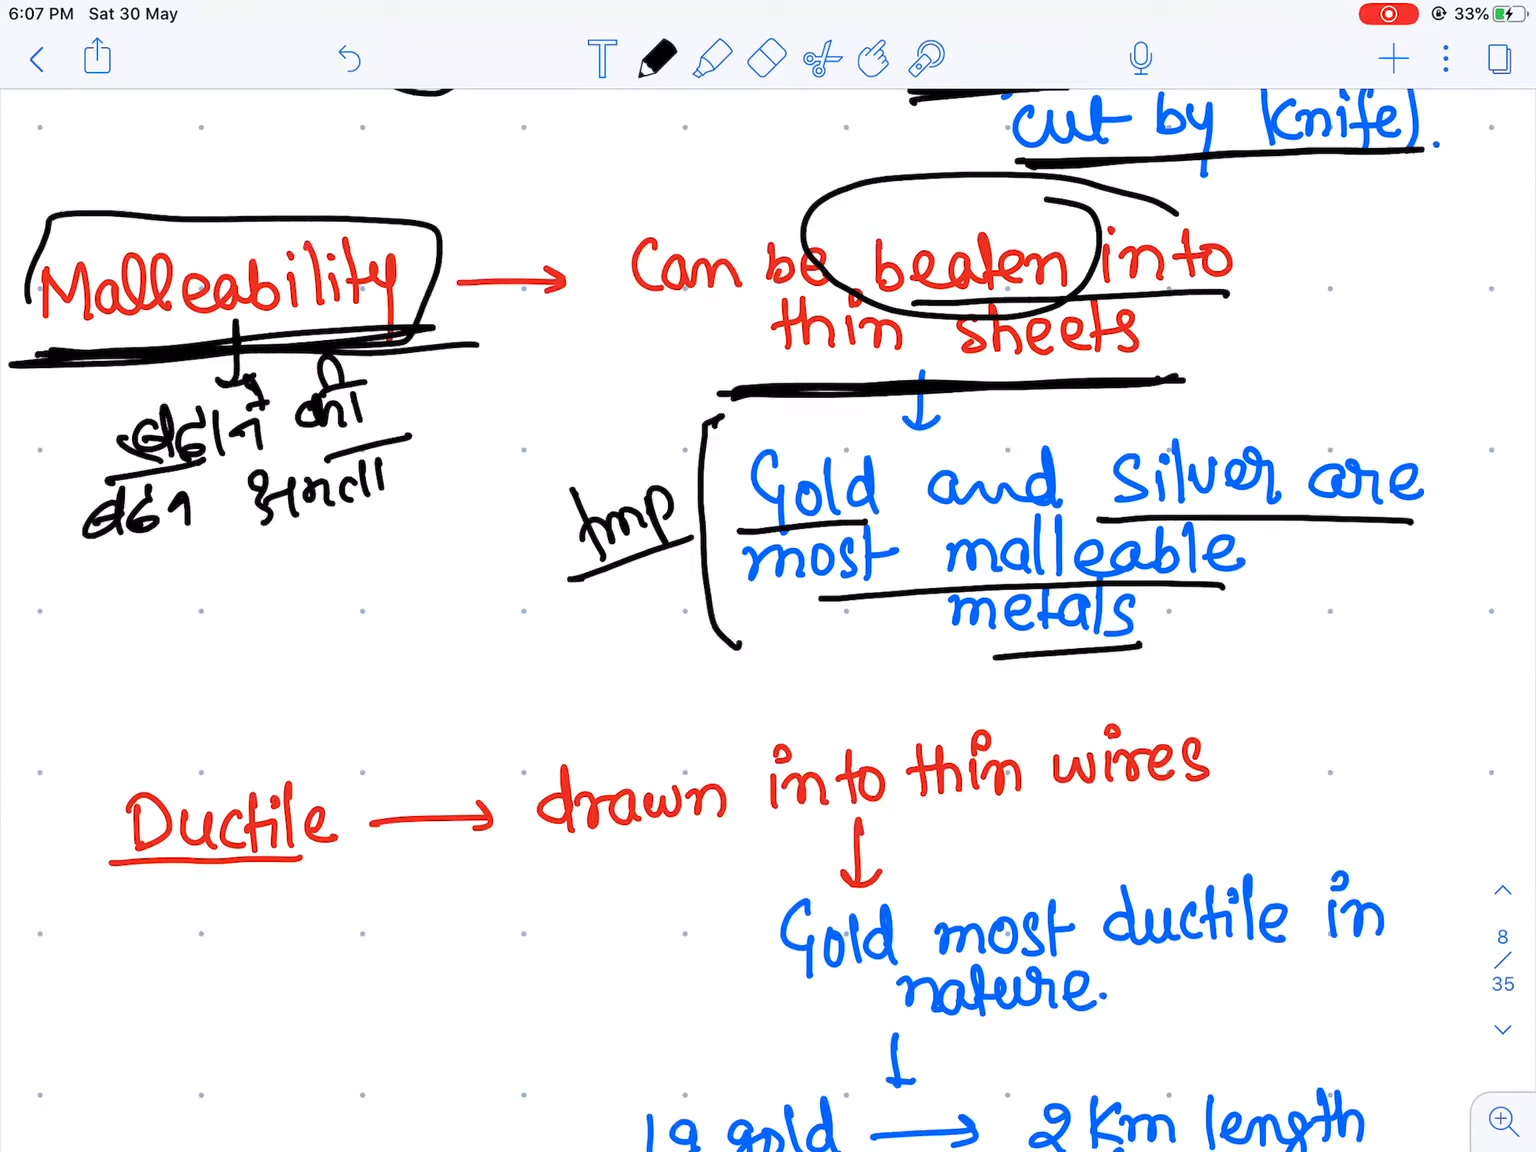 6:07 PM Sat 30 May
33%
T
cut by knife).
Malleability → Can be beaten into
thin sheets
की
क्षमता
Imp
Gold and Silver are
most malleable
metals
Ductile → drawn into thin wires
Gold most ductile in
nature.
8
/
35
1g gold → 2 Km length